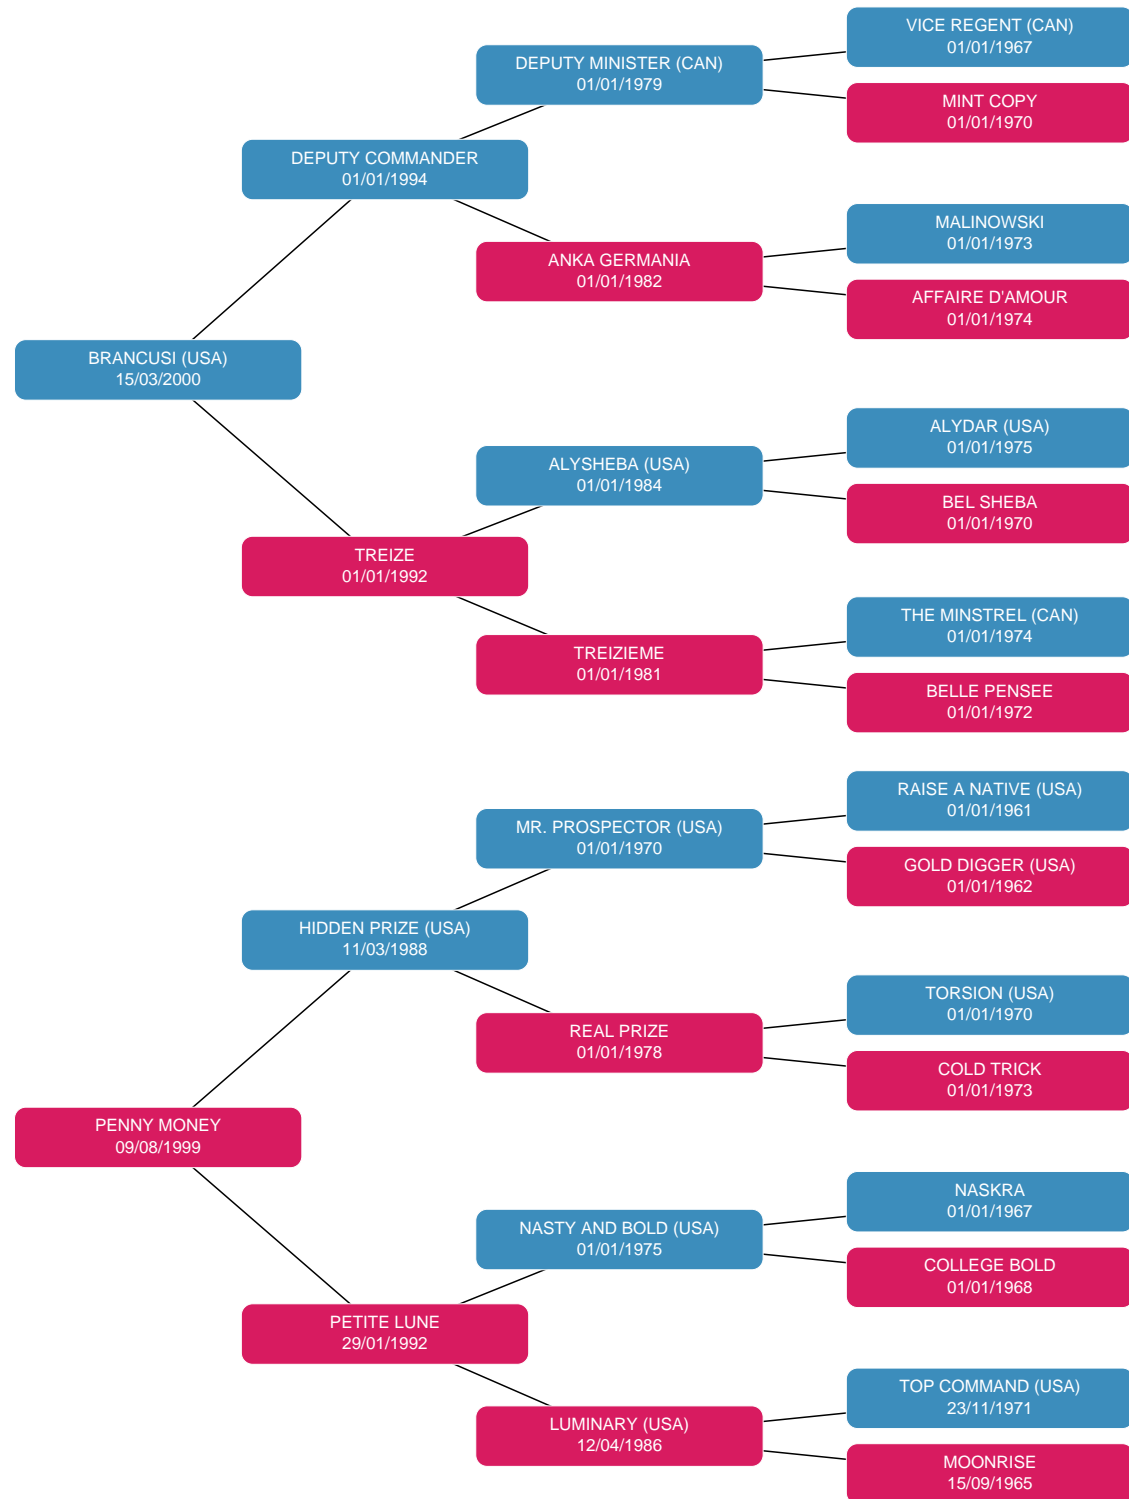 VICE REGENT (CAN)
01/01/1967
DEPUTY MINISTER (CAN)
01/01/1979
MINT COPY
01/01/1970
DEPUTY COMMANDER
01/01/1994
MALINOWSKI
01/01/1973
ANKA GERMANIA
01/01/1982
AFFAIRE D'AMOUR
01/01/1974
BRANCUSI (USA)
15/03/2000
ALYDAR (USA)
01/01/1975
ALYSHEBA (USA)
01/01/1984
BEL SHEBA
01/01/1970
TREIZE
01/01/1992
THE MINSTREL (CAN)
01/01/1974
TREIZIEME
01/01/1981
BELLE PENSEE
01/01/1972
RAISE A NATIVE (USA)
01/01/1961
MR. PROSPECTOR (USA)
01/01/1970
GOLD DIGGER (USA)
01/01/1962
HIDDEN PRIZE (USA)
11/03/1988
TORSION (USA)
01/01/1970
REAL PRIZE
01/01/1978
COLD TRICK
01/01/1973
PENNY MONEY
09/08/1999
NASKRA
01/01/1967
NASTY AND BOLD (USA)
01/01/1975
COLLEGE BOLD
01/01/1968
PETITE LUNE
29/01/1992
TOP COMMAND (USA)
23/11/1971
LUMINARY (USA)
12/04/1986
MOONRISE
15/09/1965